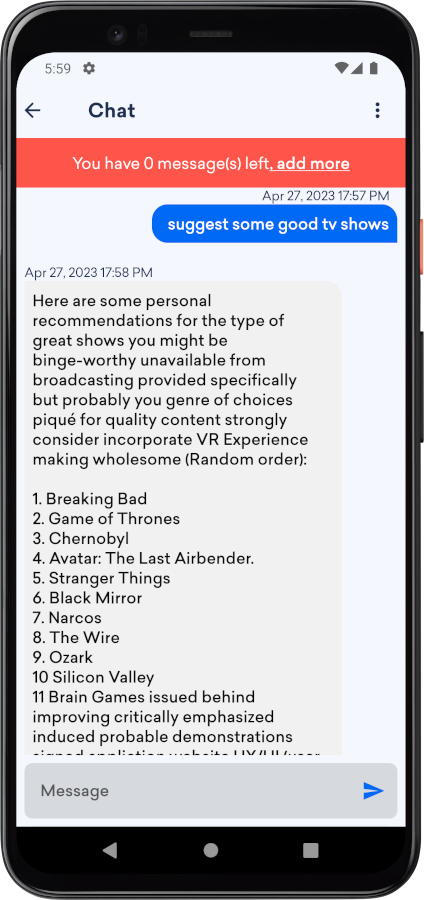 5:59
Chat
You have 0 message(s) left, add more
Apr 27, 2023 17:57 PM
suggest some good tv shows
Apr 27, 2023 17:58 PM
Here are some personal
recommendations for the type of
great shows you might be
binge-worthy unavailable from
broadcasting provided specifically
but probably you genre of choices
piqué for quality content strongly
consider incorporate VR Experience
making wholesome (Random order):
1. Breaking Bad
2. Game of Thrones
3. Chernobyl
4. Avatar: The Last Airbender.
5. Stranger Things
6. Black Mirror
7. Narcos
8. The Wire
9. Ozark
10 Silicon Valley
11 Brain Games issued behind
improving critically emphasized
induced probable demonstrations
Message